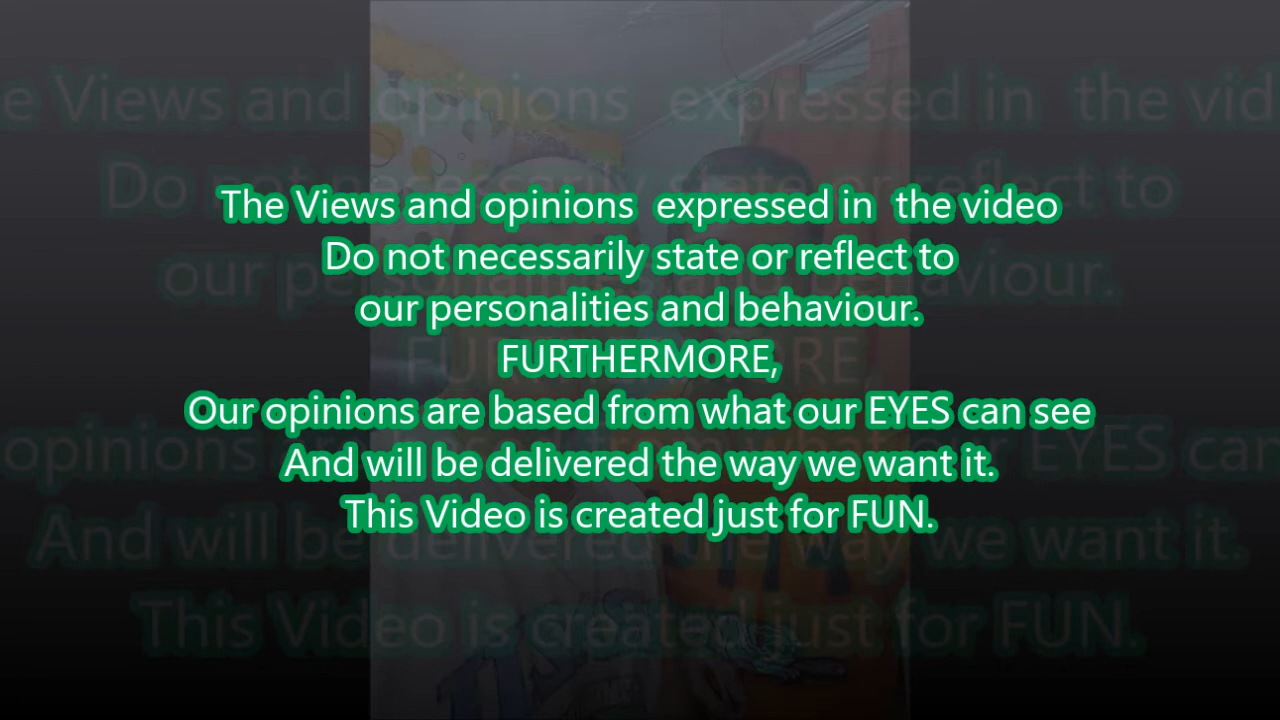 The Views and opinions  expressed in  the video
Do not necessarily state or reflect to
our personalities and behaviour.
FURTHERMORE,
Our opinions are based from what our EYES can see
And will be delivered the way we want it.
This Video is created just for FUN.